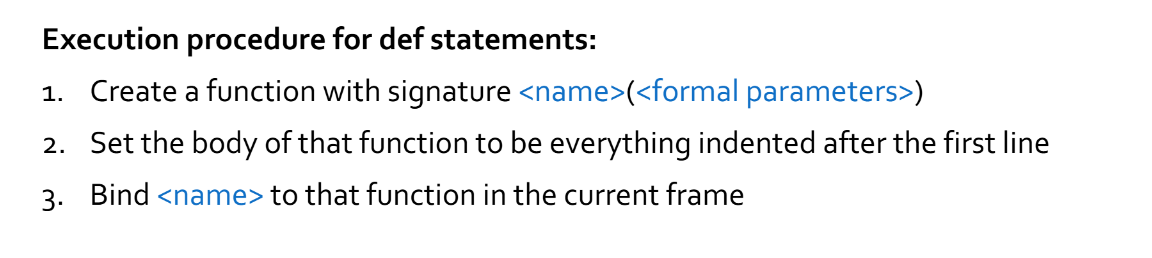 Execution procedure for def statements:
1. Create a function with signature <name>(<formal parameters>)
2. Set the body of that function to be everything indented after the first line
3. Bind <name> to that function in the current frame